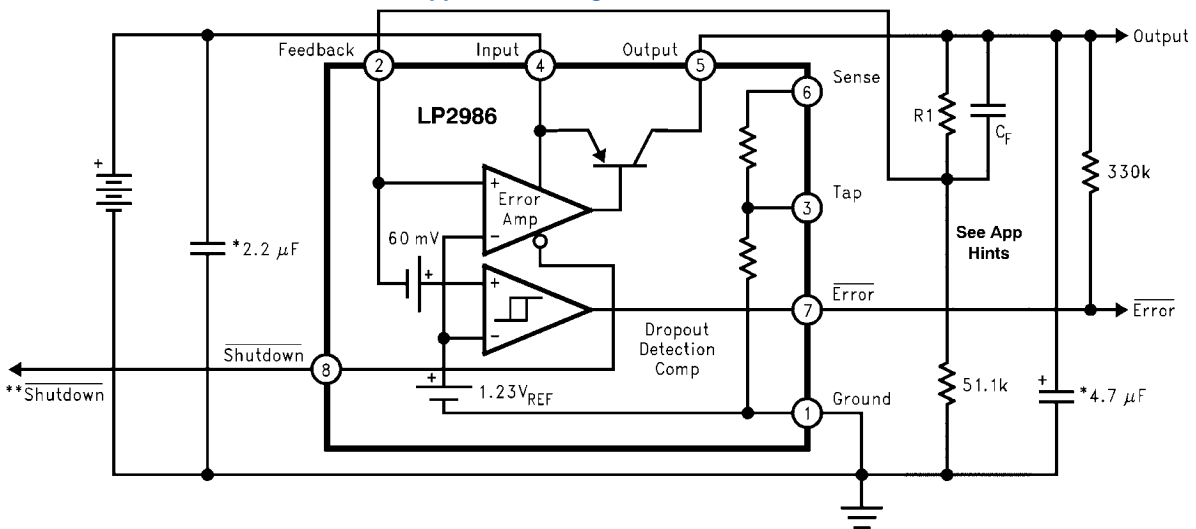 Feedback
Input
Output
Output
2
4
5
Sense
6
LP2986
R1
C_F
330k
+
+
Error
Amp
−
Tap
3
60 mV
*2.2 µF
See App
Hints
+
+
−
Error
7
Error
Dropout
Detection
Comp
Shutdown
8
**Shutdown
+
1.23V_REF
Ground
1
51.1k
+
*4.7 µF